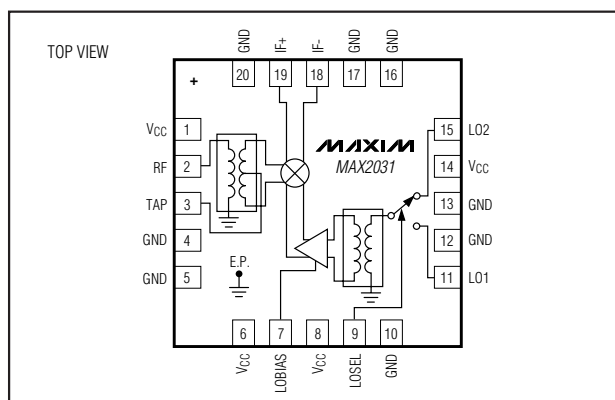 TOP VIEW
GND
IF+
IF-
GND
GND
20
19
18
17
16
+
VCC
1
RF
2
TAP
3
GND
4
GND
5
MAXIM
MAX2031
15
LO2
14
VCC
13
GND
12
GND
11
LO1
E.P.
6
7
8
9
10
VCC
LOBIAS
VCC
LOSEL
GND